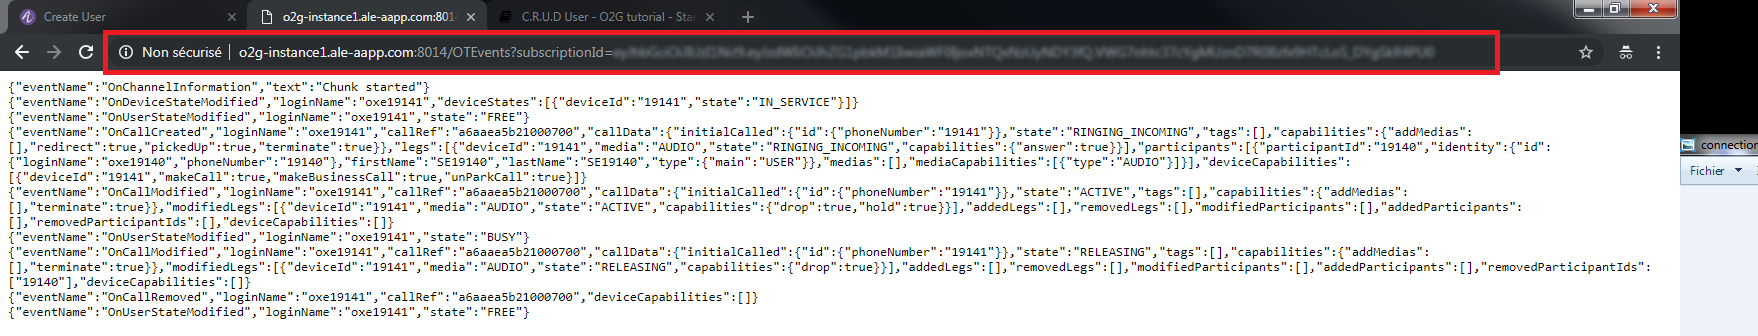 Create User
o2g-instance1.ale-aapp.com:8014
C.R.U.D User - O2G tutorial - Star
Non sécurisé | o2g-instance1.ale-aapp.com:8014/OTEvents?subscriptionId=
{"eventName":"OnChannelInformation","text":"Chunk started"}
{"eventName":"OnDeviceStateModified","loginName":"oxe19141","deviceStates":[{"deviceId":"19141","state":"IN_SERVICE"}]}
{"eventName":"OnUserStateModified","loginName":"oxe19141","state":"FREE"}
{"eventName":"OnCallCreated","loginName":"oxe19141","callRef":"a6aaea5b21000700","callData":{"initialCalled":{"id":{"phoneNumber":"19141"}},"state":"RINGING_INCOMING","tags":[],"capabilities":{"addMedias":
[],"redirect":true,"pickedUp":true,"terminate":true}},"legs":[{"deviceId":"19141","media":"AUDIO","state":"RINGING_INCOMING","capabilities":{"answer":true}}],"participants":[{"participantId":"19140","identity":{"id":
{"loginName":"oxe19140","phoneNumber":"19140"},"firstName":"SE19140","lastName":"SE19140","type":{"main":"USER"}},"medias":[],"mediaCapabilities":[{"type":"AUDIO"}]}],"deviceCapabilities":
[{"deviceId":"19141","makeCall":true,"makeBusinessCall":true,"unParkCall":true}]}
{"eventName":"OnCallModified","loginName":"oxe19141","callRef":"a6aaea5b21000700","callData":{"initialCalled":{"id":{"phoneNumber":"19141"}},"state":"ACTIVE","tags":[],"capabilities":{"addMedias":
[],"terminate":true}},"modifiedLegs":[{"deviceId":"19141","media":"AUDIO","state":"ACTIVE","capabilities":{"drop":true,"hold":true}}],"addedLegs":[],"removedLegs":[],"modifiedParticipants":[],"addedParticipants":
[],"removedParticipantIds":[],"deviceCapabilities":[]}
{"eventName":"OnUserStateModified","loginName":"oxe19141","state":"BUSY"}
{"eventName":"OnCallModified","loginName":"oxe19141","callRef":"a6aaea5b21000700","callData":{"initialCalled":{"id":{"phoneNumber":"19141"}},"state":"RELEASING","tags":[],"capabilities":{"addMedias":
[],"terminate":true}},"modifiedLegs":[{"deviceId":"19141","media":"AUDIO","state":"RELEASING","capabilities":{"drop":true}}],"addedLegs":[],"removedLegs":[],"modifiedParticipants":[],"addedParticipants":[],"removedParticipantIds":
["19140"],"deviceCapabilities":[]}
{"eventName":"OnCallRemoved","loginName":"oxe19141","callRef":"a6aaea5b21000700","deviceCapabilities":[]}
{"eventName":"OnUserStateModified","loginName":"oxe19141","state":"FREE"}
connection
Fichier